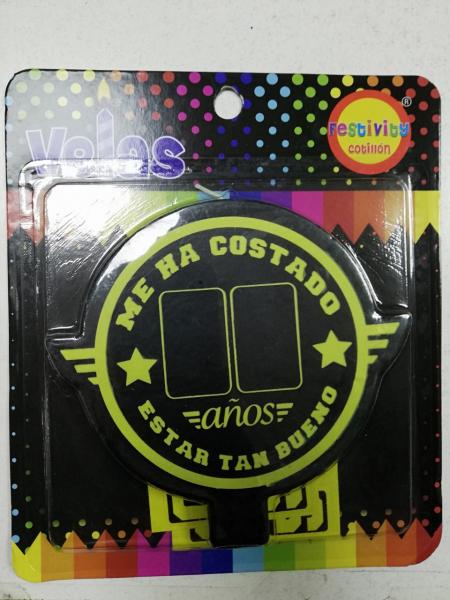 Velas
Festivity
®
cotillón
ME HA COSTADO
años
ESTAR TAN BUENO